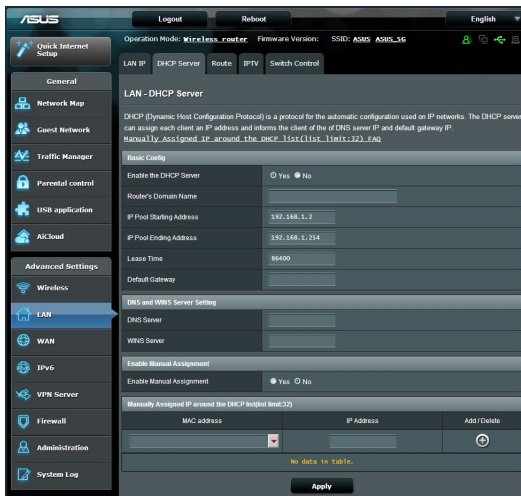 ASUS
Logout
Reboot
English
Quick Internet Setup
Operation Mode: Wireless router Firmware Version: SSID: ASUS ASUS_5G
LAN IP
DHCP Server
Route
IPTV
Switch Control
General
Network Map
Guest Network
Traffic Manager
Parental control
USB application
AiCloud
Advanced Settings
Wireless
LAN
WAN
IPv6
VPN Server
Firewall
Administration
System Log
LAN - DHCP Server
DHCP (Dynamic Host Configuration Protocol) is a protocol for the automatic configuration used on IP networks. The DHCP server
can assign each client an IP address and informs the client of the of DNS server IP and default gateway IP.
Manually Assigned IP around the DHCP list(list limit:32) FAQ
Basic Config
Enable the DHCP Server Yes No
Router's Domain Name
IP Pool Starting Address 192.168.1.2
IP Pool Ending Address 192.168.1.254
Lease Time 86400
Default Gateway
DNS and WINS Server Setting
DNS Server
WINS Server
Enable Manual Assignment
Enable Manual Assignment Yes No
Manually Assigned IP around the DHCP list(list limit:32)
MAC address IP Address Add / Delete
No data in table.
Apply